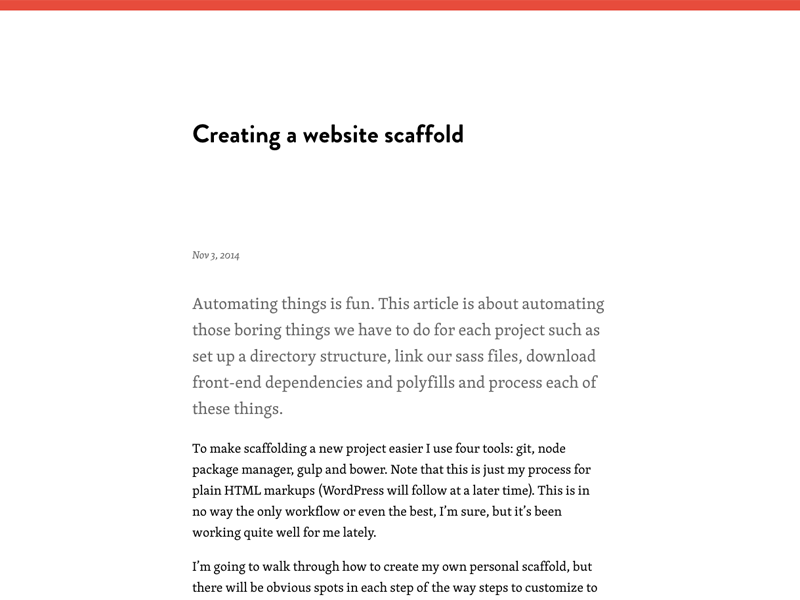 Creating a website scaffold
Nov 3, 2014
Automating things is fun. This article is about automating
those boring things we have to do for each project such as
set up a directory structure, link our sass files, download
front-end dependencies and polyfills and process each of
these things.
To make scaffolding a new project easier I use four tools: git, node
package manager, gulp and bower. Note that this is just my process for
plain HTML markups (WordPress will follow at a later time). This is in
no way the only workflow or even the best, I’m sure, but it’s been
working quite well for me lately.
I’m going to walk through how to create my own personal scaffold, but
there will be obvious spots in each step of the way steps to customize to